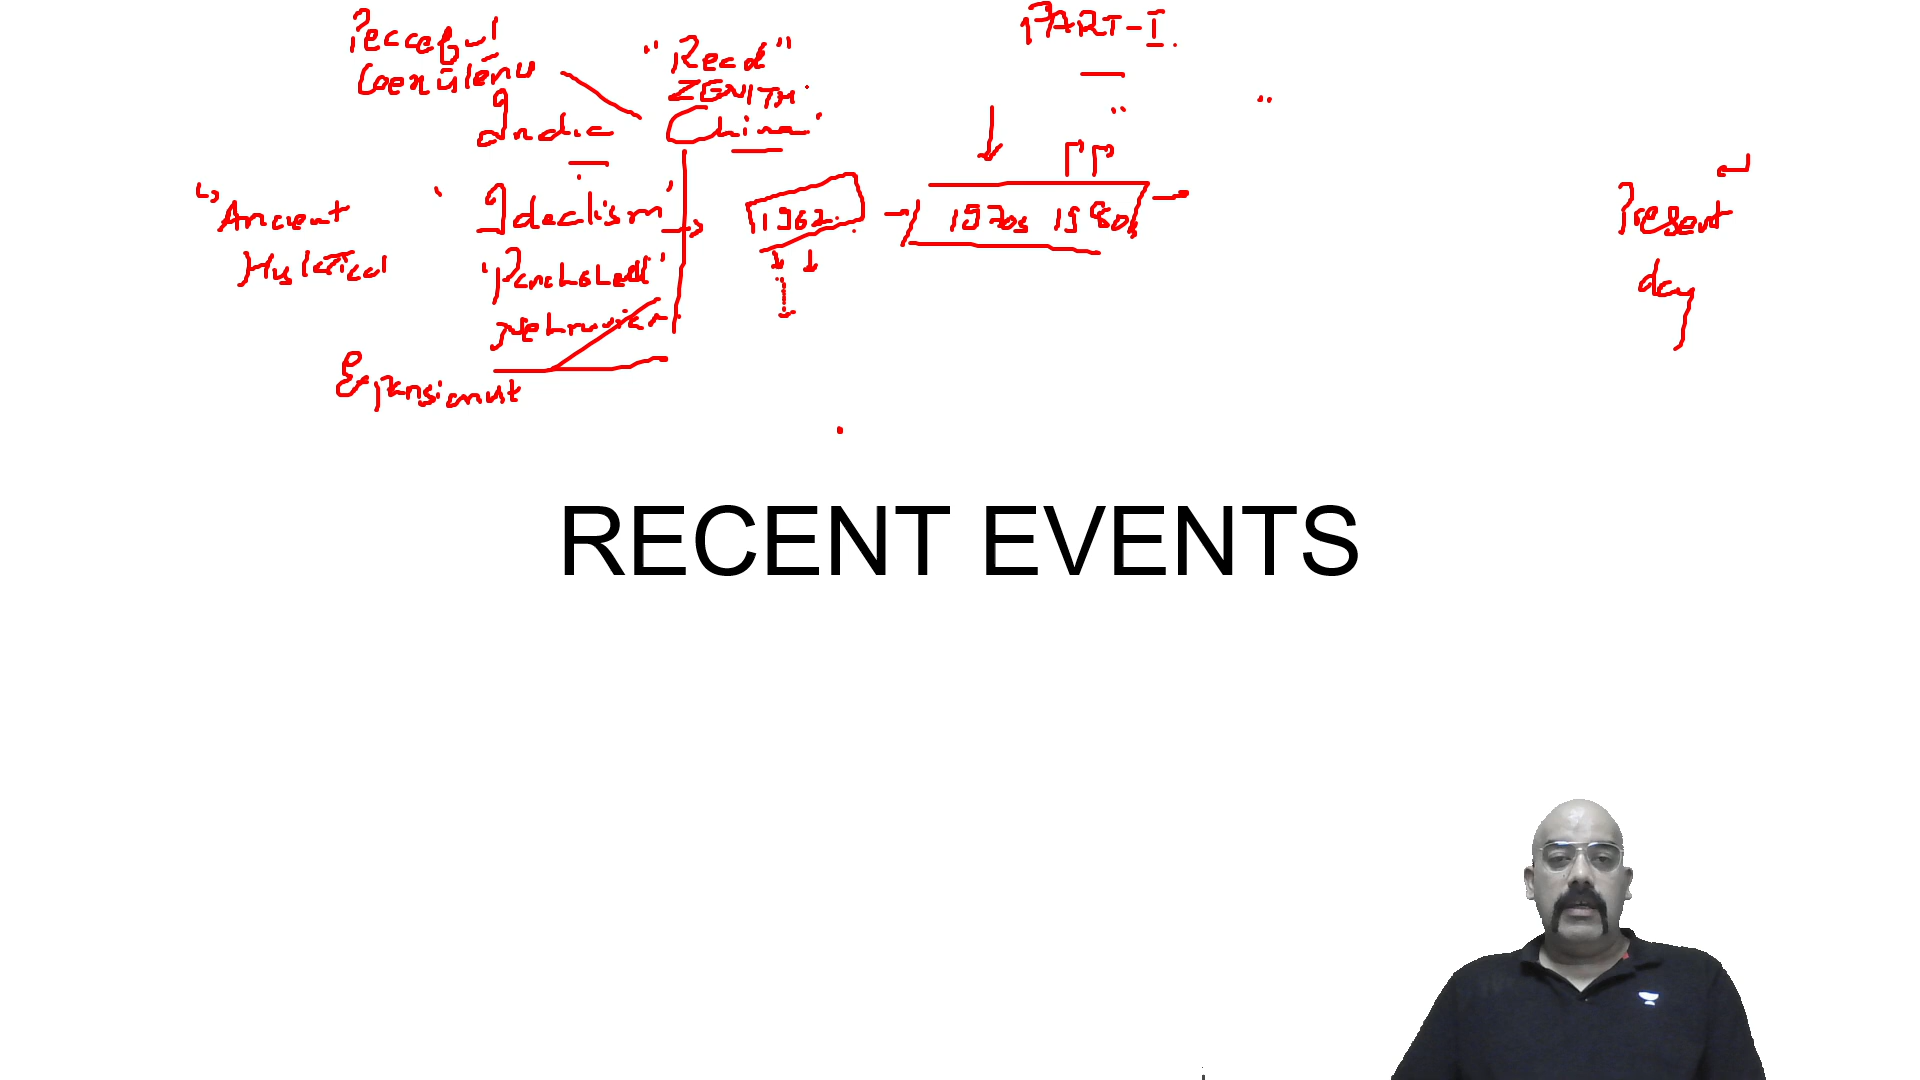 PART-I.
Peaceful
Coexistence
"Read"
ZENITH
India China
Ancient
Historical
Idealism
1962
1970s 1980s
Present
day
'Panchsheel'
Nehruvian
Expansionist
RECENT EVENTS